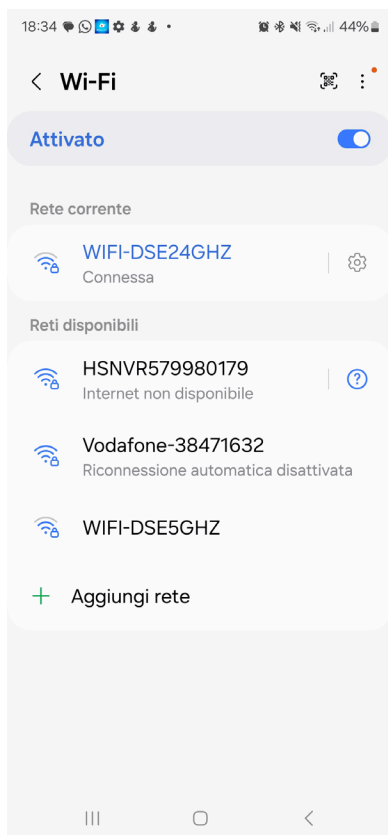 18:34 44%
Wi-Fi
Attivato
Rete corrente
WIFI-DSE24GHZ
Connessa
Reti disponibili
HSNVR579980179
Internet non disponibile
Vodafone-38471632
Riconnessione automatica disattivata
WIFI-DSE5GHZ
+ Aggiungi rete